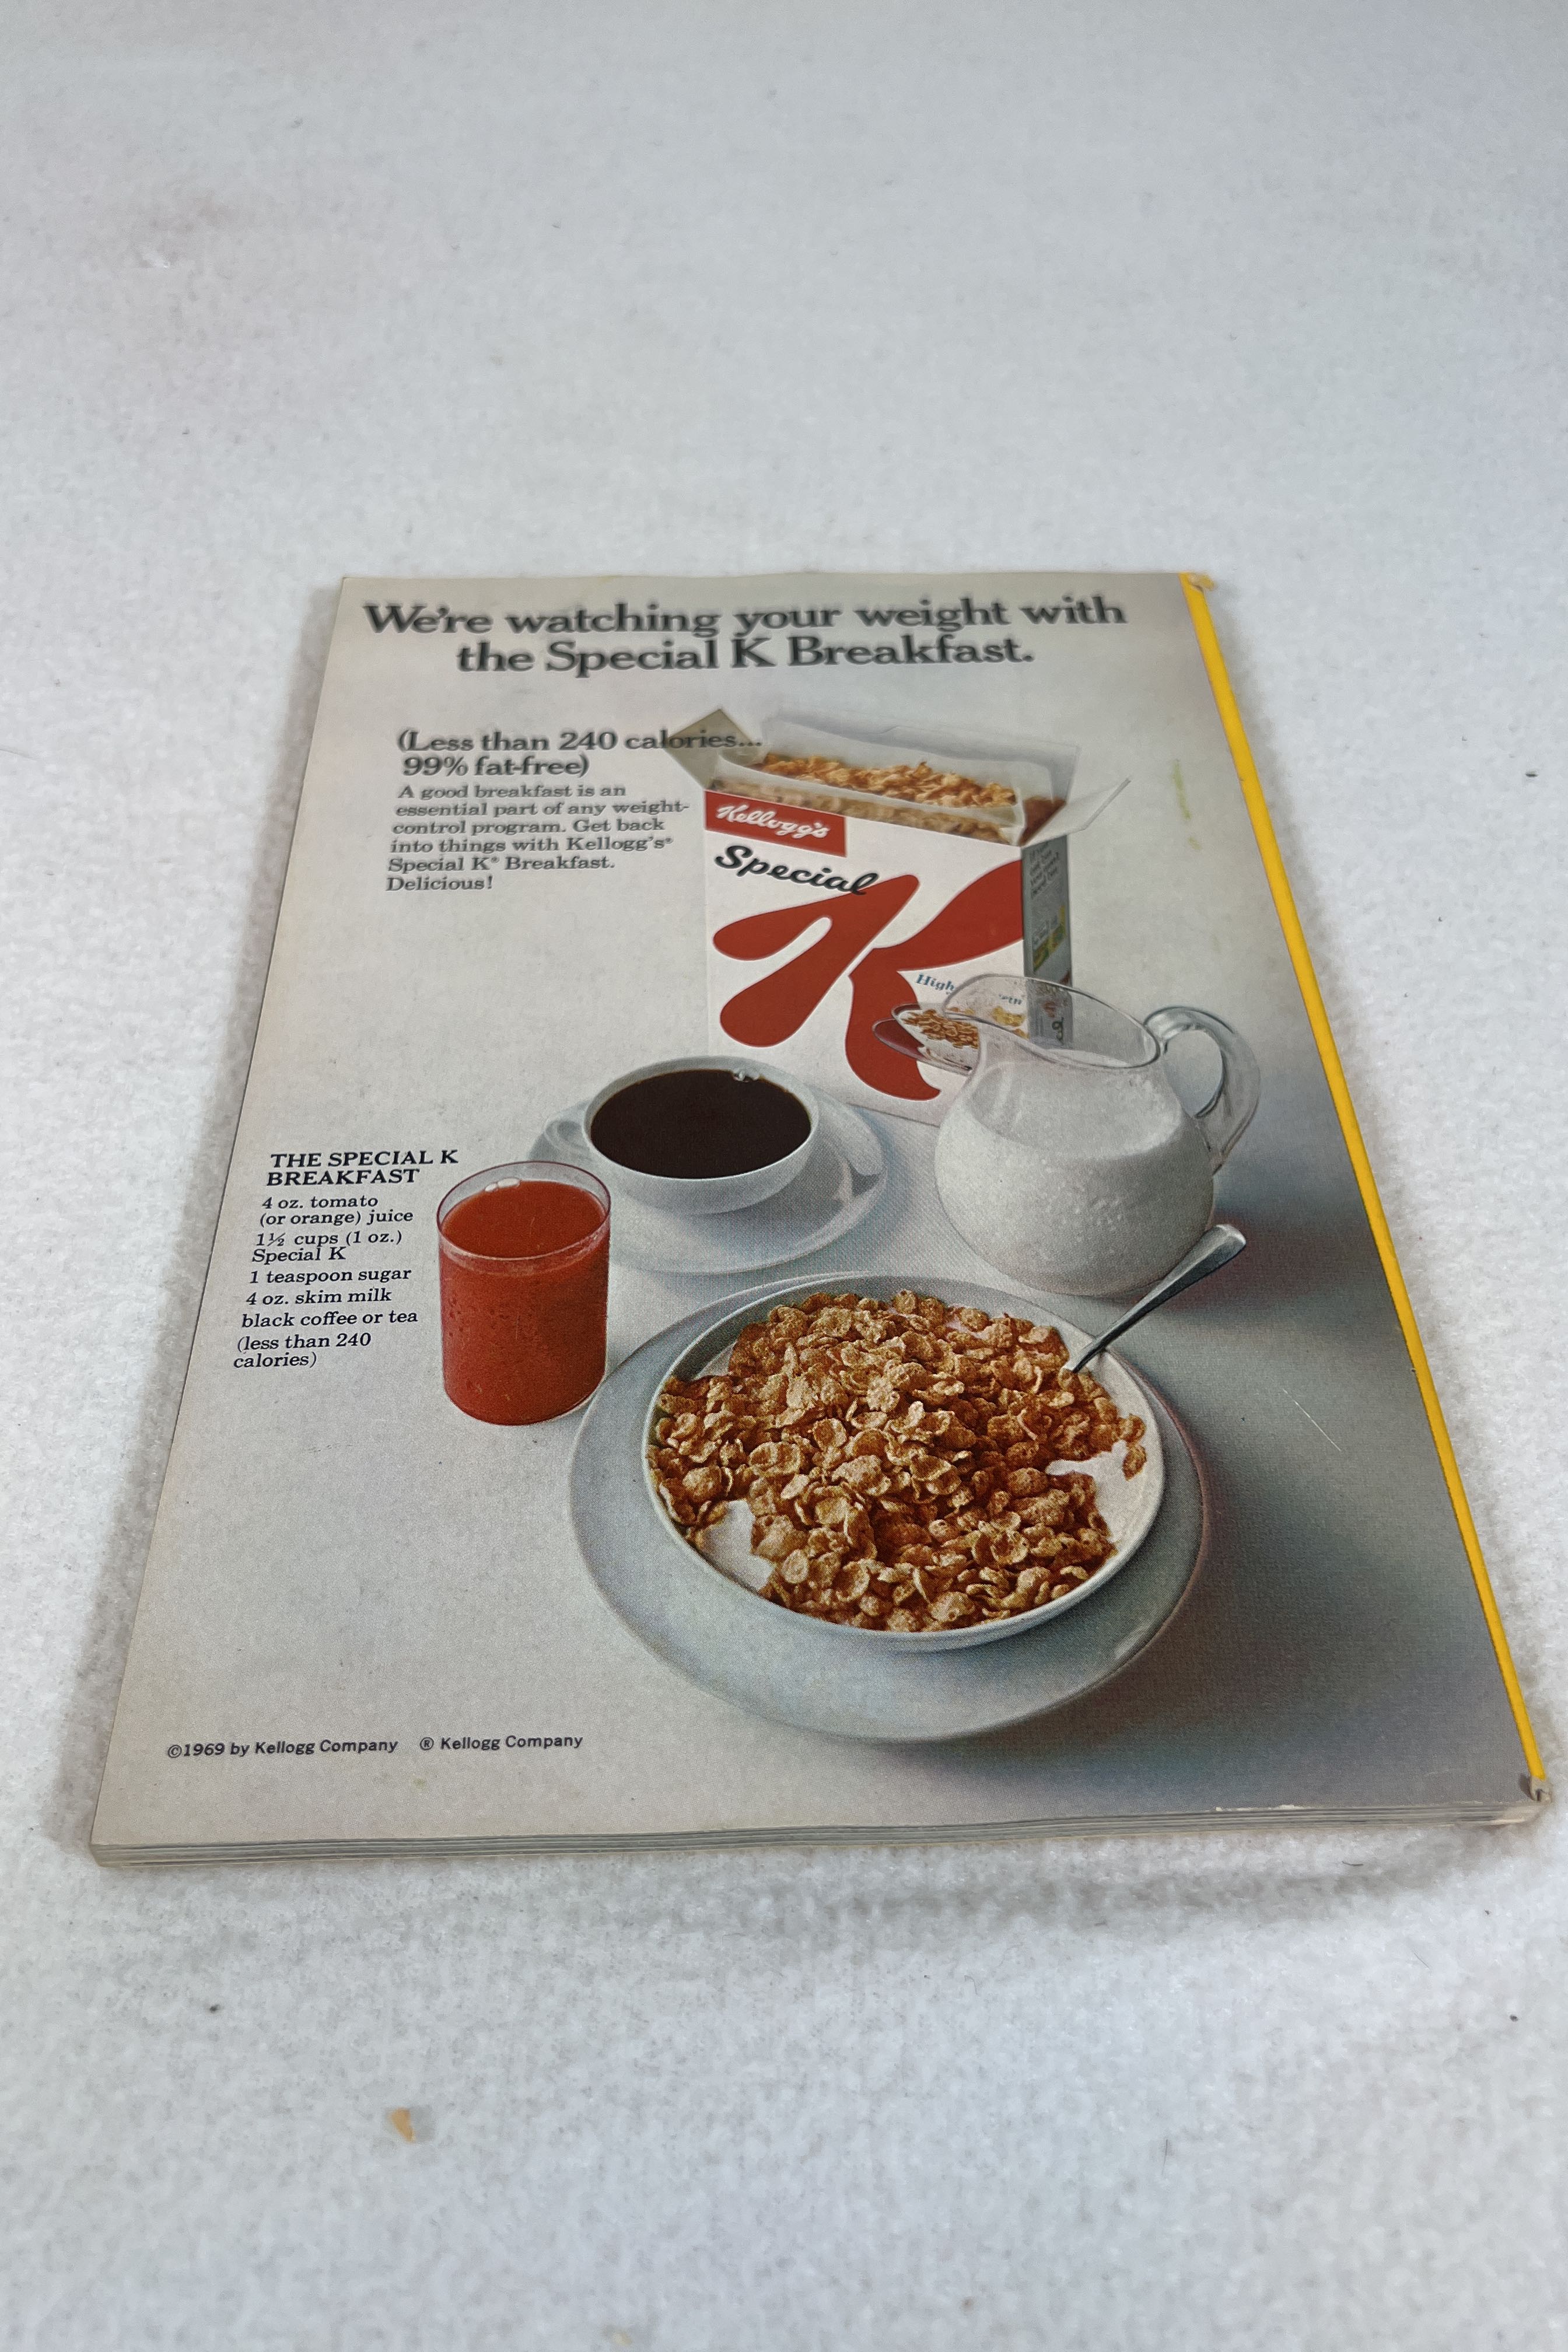 We're watching your weight with
the Special K Breakfast.
(Less than 240 calories...
99% fat-free)
A good breakfast is an
essential part of any weight-
control program. Get back
into things with Kellogg's®
Special K® Breakfast.
Delicious!
Kellogg's
Special
K
High
THE SPECIAL K
BREAKFAST
4 oz. tomato
(or orange) juice
1½ cups (1 oz.)
Special K
1 teaspoon sugar
4 oz. skim milk
black coffee or tea
(less than 240
calories)
©1969 by Kellogg Company ® Kellogg Company